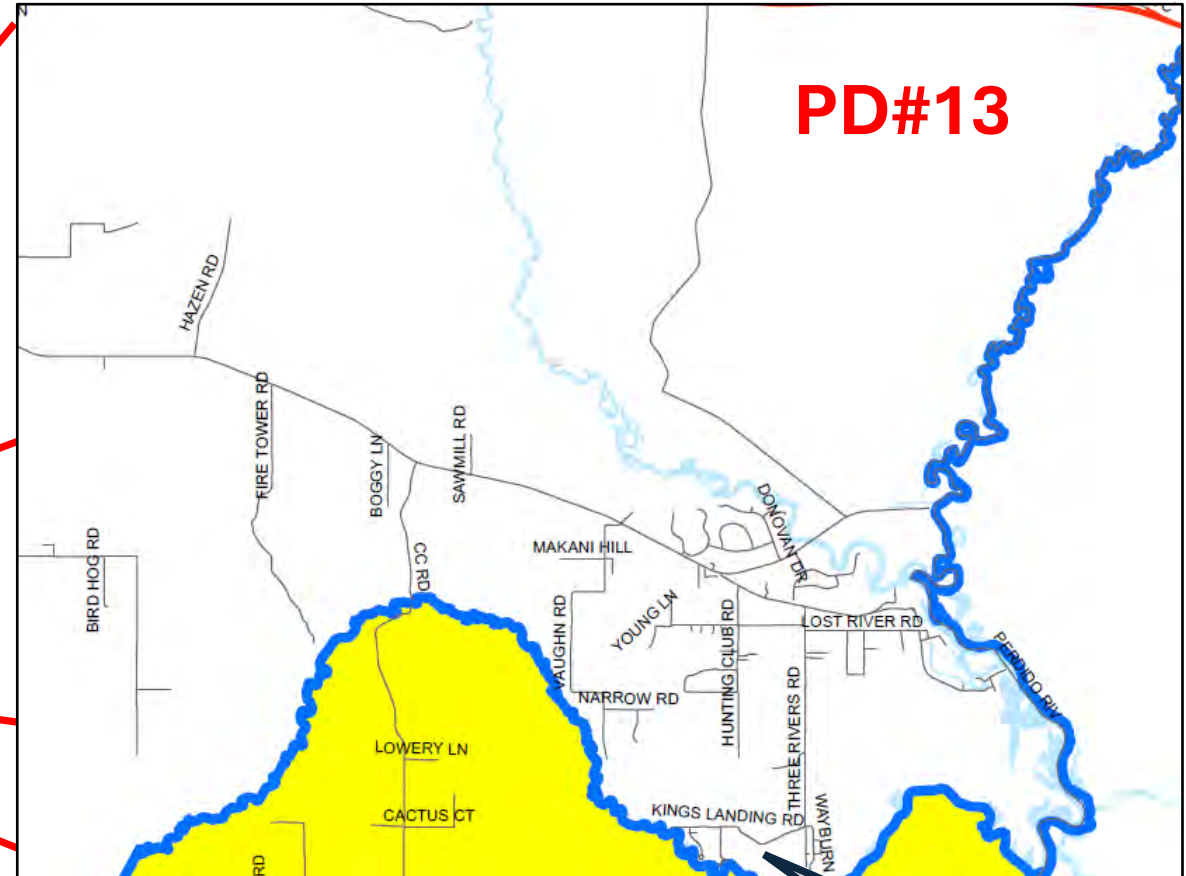 PD#13
HAZEN RD
FIRE TOWER RD
BOGGY LN
SAWMILL RD
DONOVAN DR
CC RD
MAKANI HILL
BIRD HOG RD
VAUGHN RD
YOUNG LN
HUNTING CLUB RD
LOST RIVER RD
PERDIDO RIV
NARROW RD
THREE RIVERS RD
LOWERY LN
CACTUS CT
KINGS LANDING RD
WAYBURN
RD